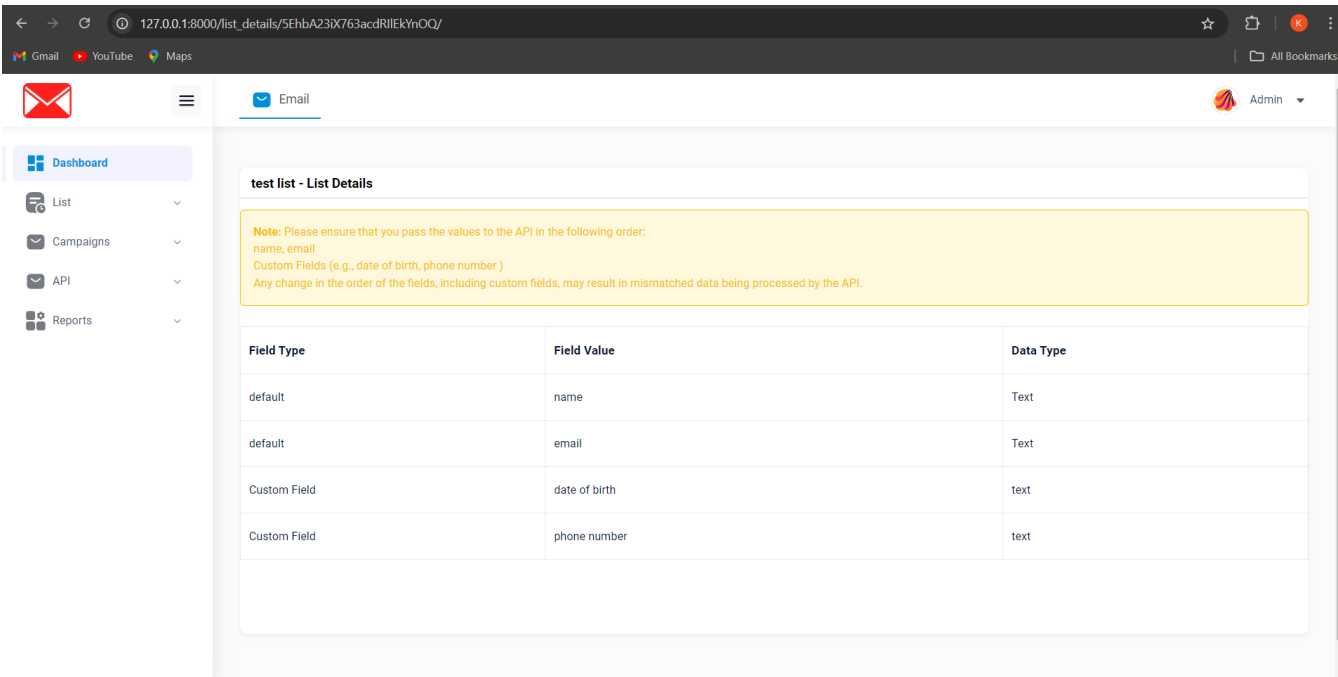 127.0.0.1:8000/list_details/5EhbA23iX763acdRIlEkYnOQ/
K
Gmail YouTube Maps All Bookmarks
Email Admin
Dashboard
List
Campaigns
API
Reports
test list - List Details
Note: Please ensure that you pass the values to the API in the following order:
name, email
Custom Fields (e.g., date of birth, phone number )
Any change in the order of the fields, including custom fields, may result in mismatched data being processed by the API.
Field Type Field Value Data Type
default name Text
default email Text
Custom Field date of birth text
Custom Field phone number text